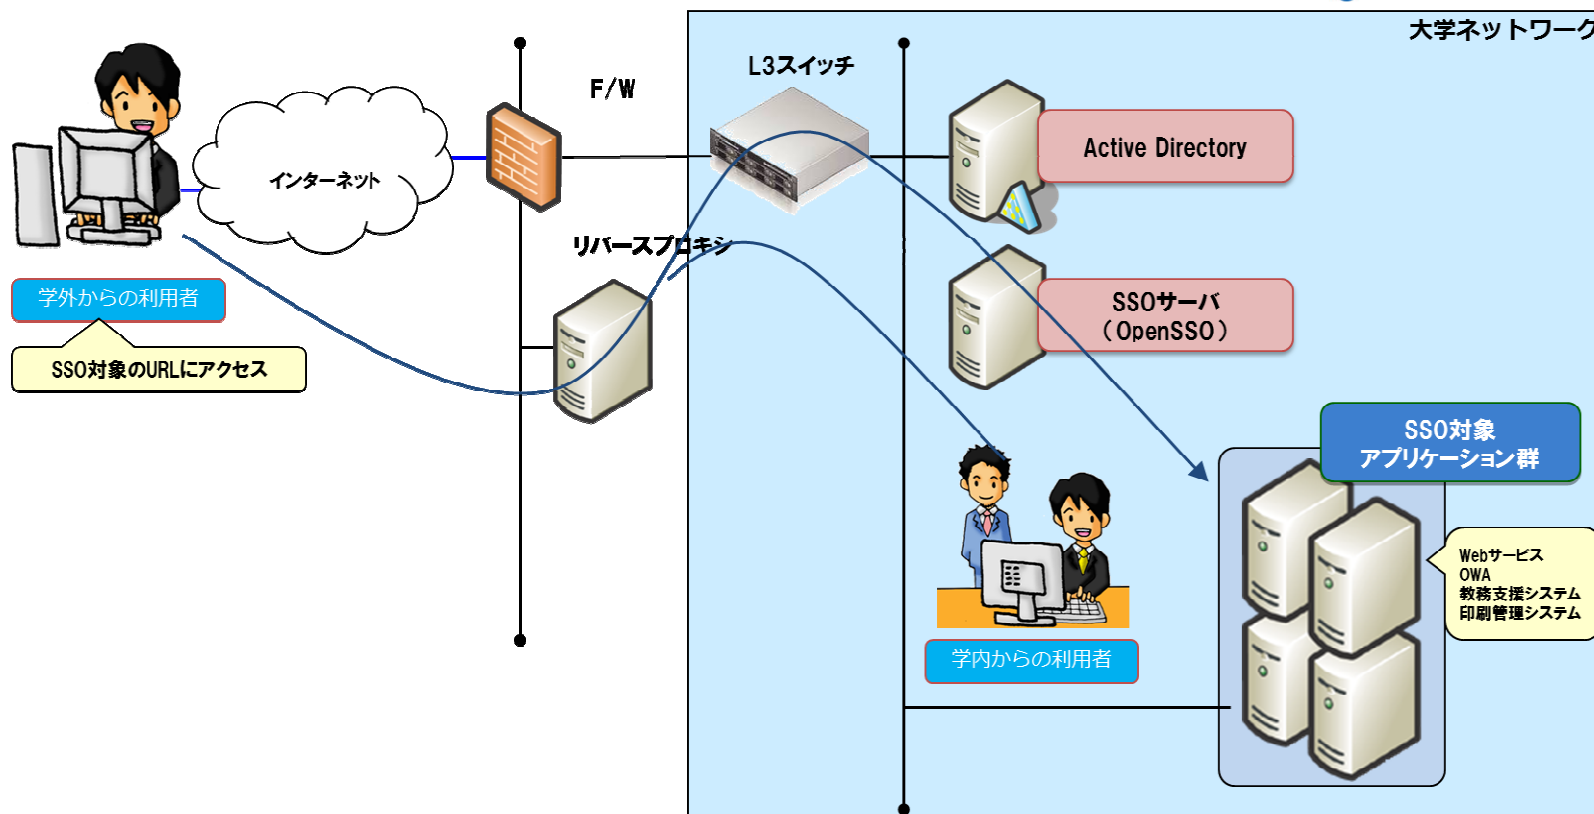 大学ネットワーク
L3スイッチ
F/W
Active Directory
インターネット
リバースプロキシ
学外からの利用者
SSO対象のURLにアクセス
SSOサーバ
（OpenSSO）
SSO対象
アプリケーション群
Webサービス
OWA
教務支援システム
印刷管理システム
学内からの利用者